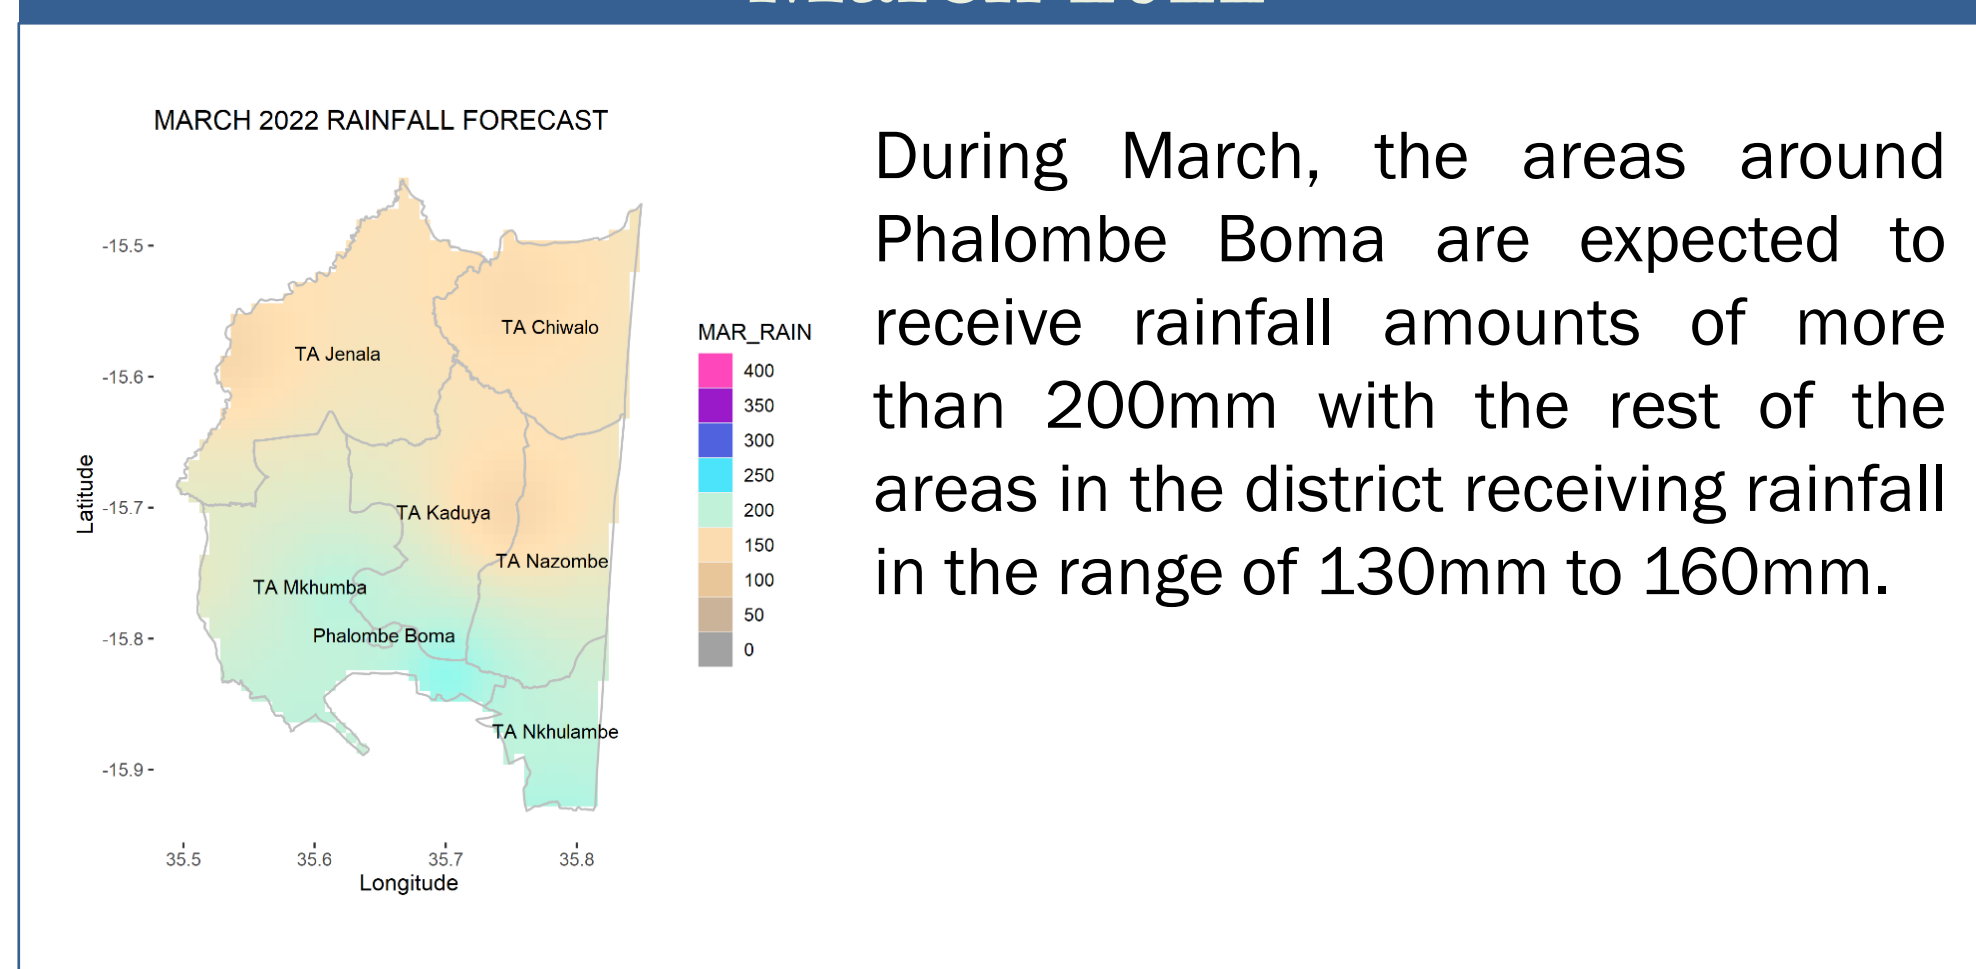 MARCH 2022 RAINFALL FORECAST
During March, the areas around
Phalombe Boma are expected to
receive rainfall amounts of more
than 200mm with the rest of the
areas in the district receiving rainfall
in the range of 130mm to 160mm.
-15.5
-15.6
-15.7
-15.8
-15.9
Latitude
TA Chiwalo
TA Jenala
TA Kaduya
TA Nazombe
TA Mkhumba
Phalombe Boma
TA Nkhulambe
35.5 35.6 35.7 35.8
Longitude
MAR_RAIN
400
350
300
250
200
150
100
50
0